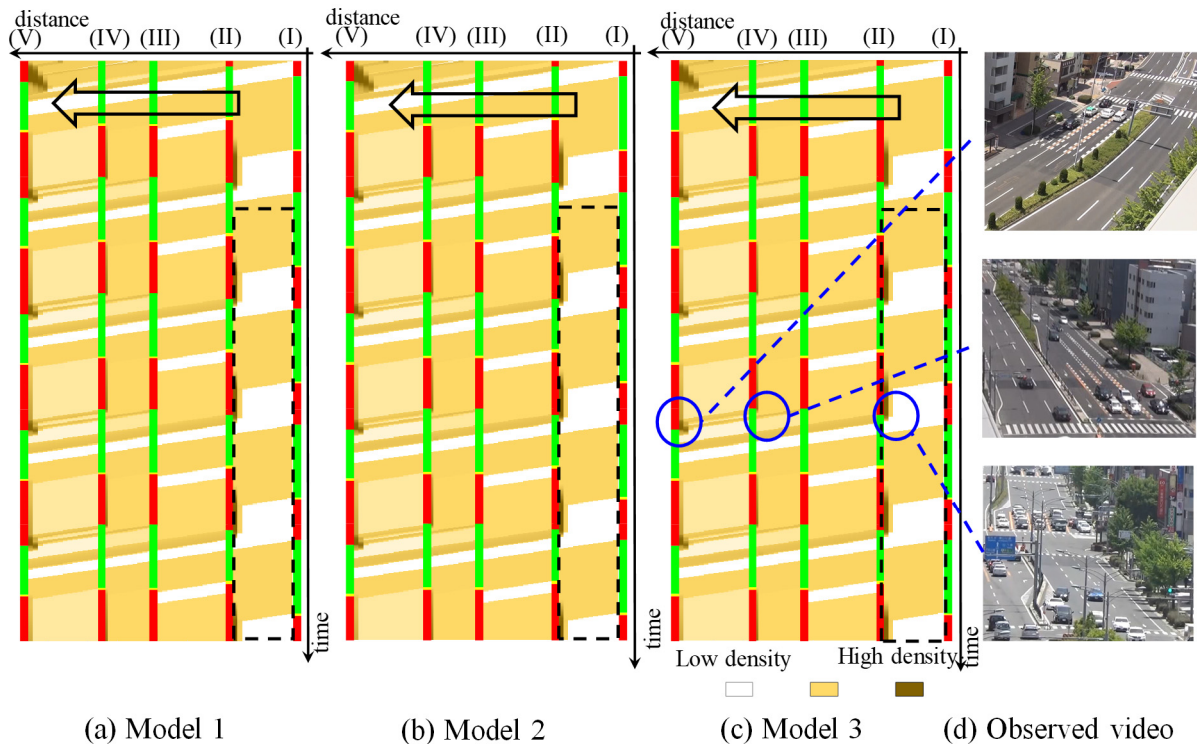 distance
(V) (IV) (III) (II) (I)
time
distance
(V) (IV) (III) (II) (I)
time
distance
(V) (IV) (III) (II) (I)
time
Low density High density
(a) Model 1 (b) Model 2 (c) Model 3 (d) Observed video